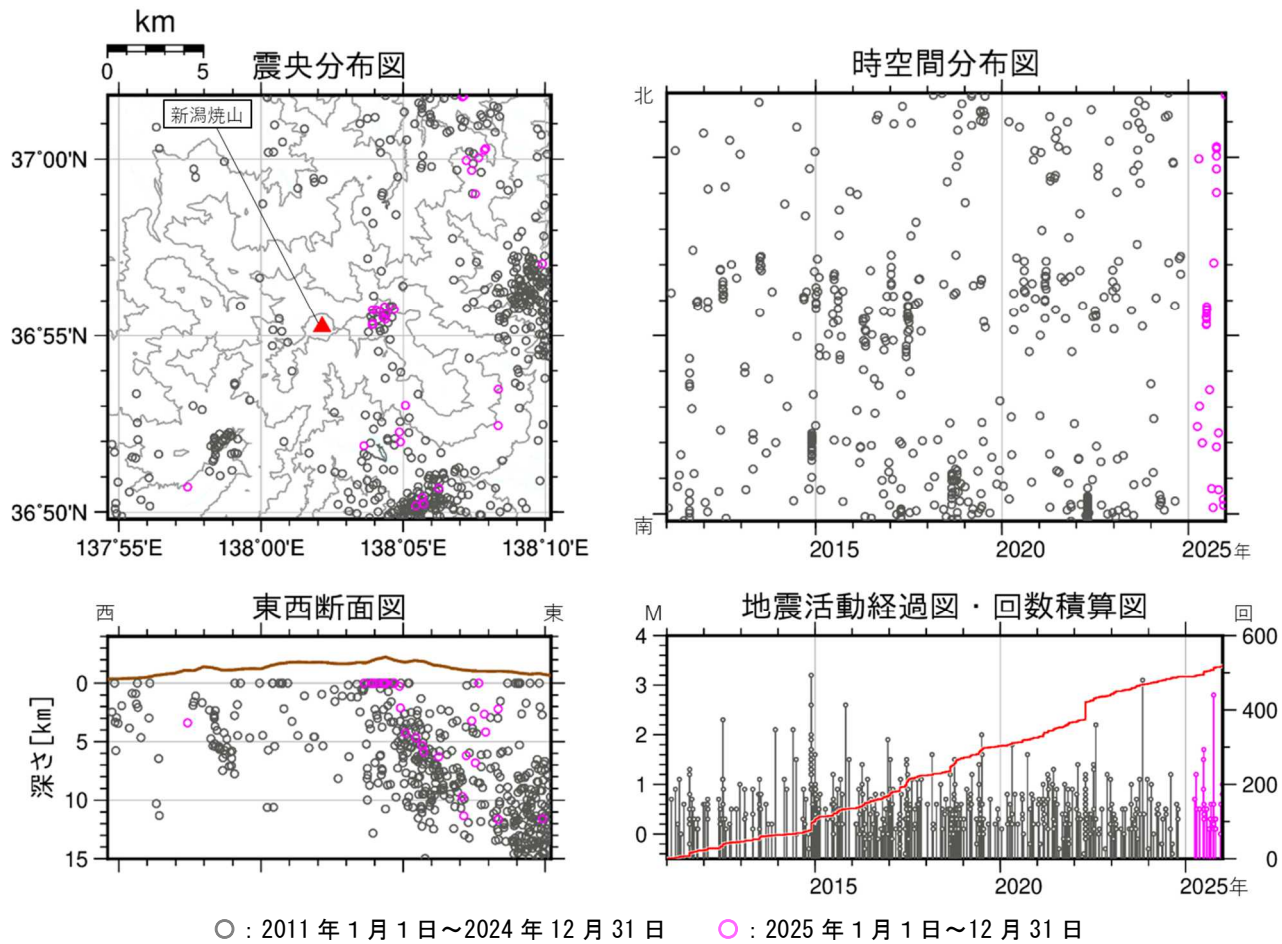 km
0 5
震央分布図
新潟焼山
37°00'N
36°55'N
36°50'N
137°55'E 138°00'E 138°05'E 138°10'E
時空間分布図
北
南
2015 2020 2025年
東西断面図
西 東
深さ[km]
0
5
10
15
地震活動経過図・回数積算図
M 回
4 600
3
400
2
1 200
0
0
2015 2020 2025年
○:2011年1月1日~2024年12月31日 ○:2025年1月1日~12月31日